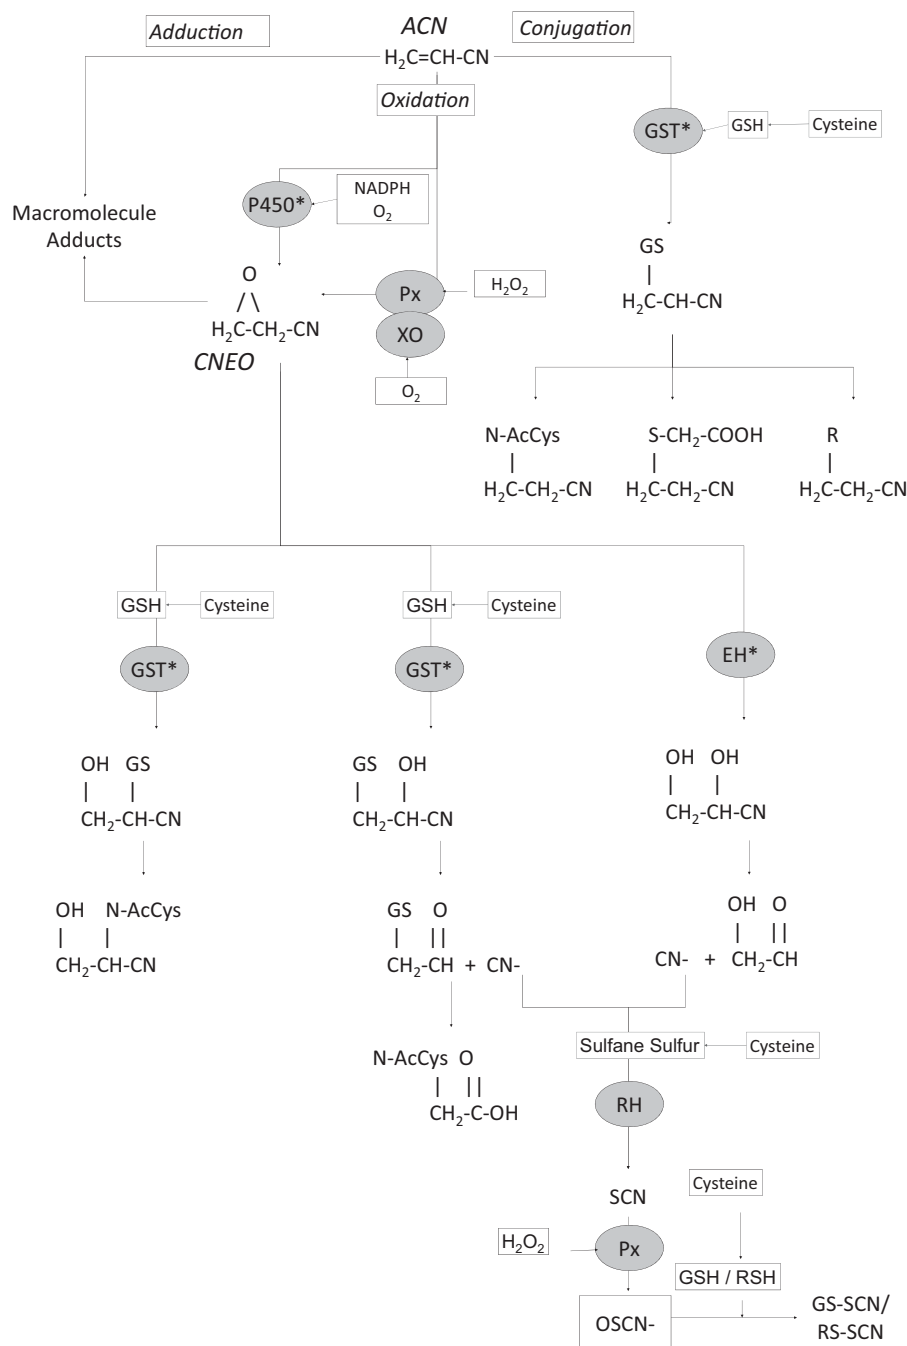 Adduction
ACN
Conjugation
H₂C=CH-CN
Oxidation
GST*
GSH
Cysteine
P450*
NADPH
O₂
Macromolecule
Adducts
GS
|
H₂C-CH-CN
O
/ \
H₂C-CH₂-CN
CNEO
Px
H₂O₂
XO
O₂
N-AcCys
|
H₂C-CH₂-CN
S-CH₂-COOH
|
H₂C-CH₂-CN
R
|
H₂C-CH₂-CN
GSH
Cysteine
GST*
GSH
Cysteine
GST*
EH*
OH GS
| |
CH₂-CH-CN
GS OH
| |
CH₂-CH-CN
OH OH
| |
CH₂-CH-CN
OH N-AcCys
| |
CH₂-CH-CN
GS O
| ||
CH₂-CH + CN-
OH O
| ||
CN- + CH₂-CH
N-AcCys O
| ||
CH₂-C-OH
Sulfane Sulfur
Cysteine
RH
SCN
Cysteine
H₂O₂
Px
GSH / RSH
OSCN-
GS-SCN/
RS-SCN